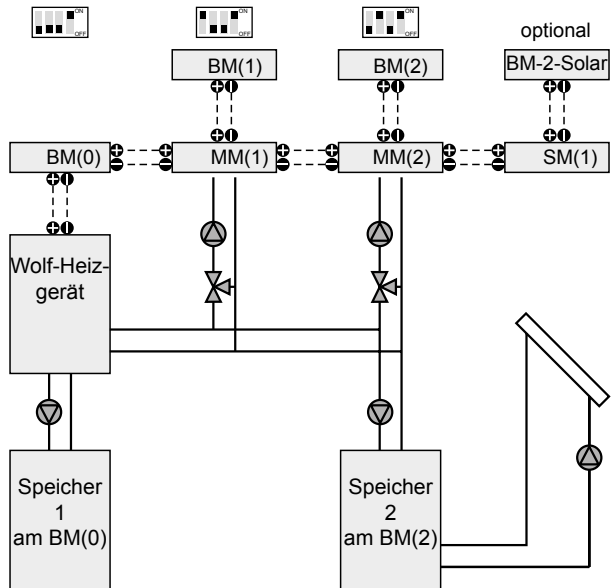 ON
OFF
ON
OFF
ON
OFF
optional
BM(1)
BM(2)
BM-2-Solar
BM(0)
MM(1)
MM(2)
SM(1)
Wolf-Heiz-
gerät
Speicher
1
am BM(0)
Speicher
2
am BM(2)